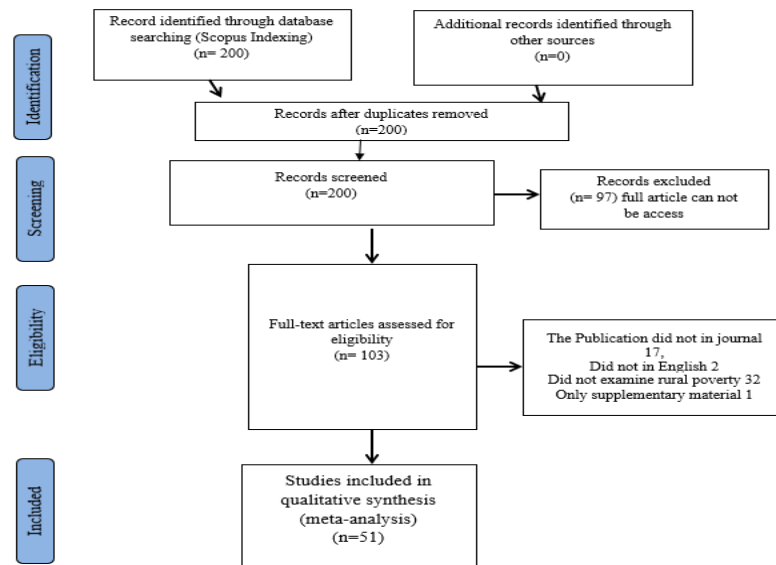 Identification
Record identified through database
searching (Scopus Indexing)
(n= 200)
Additional records identified through
other sources
(n=0)
Records after duplicates removed
(n=200)
Screening
Records screened
(n=200)
Records excluded
(n= 97) full article can not
be access
Eligibility
Full-text articles assessed for
eligibility
(n= 103)
The Publication did not in journal
17,
Did not in English 2
Did not examine rural poverty 32
Only supplementary material 1
Included
Studies included in
qualitative synthesis
(meta-analysis)
(n=51)